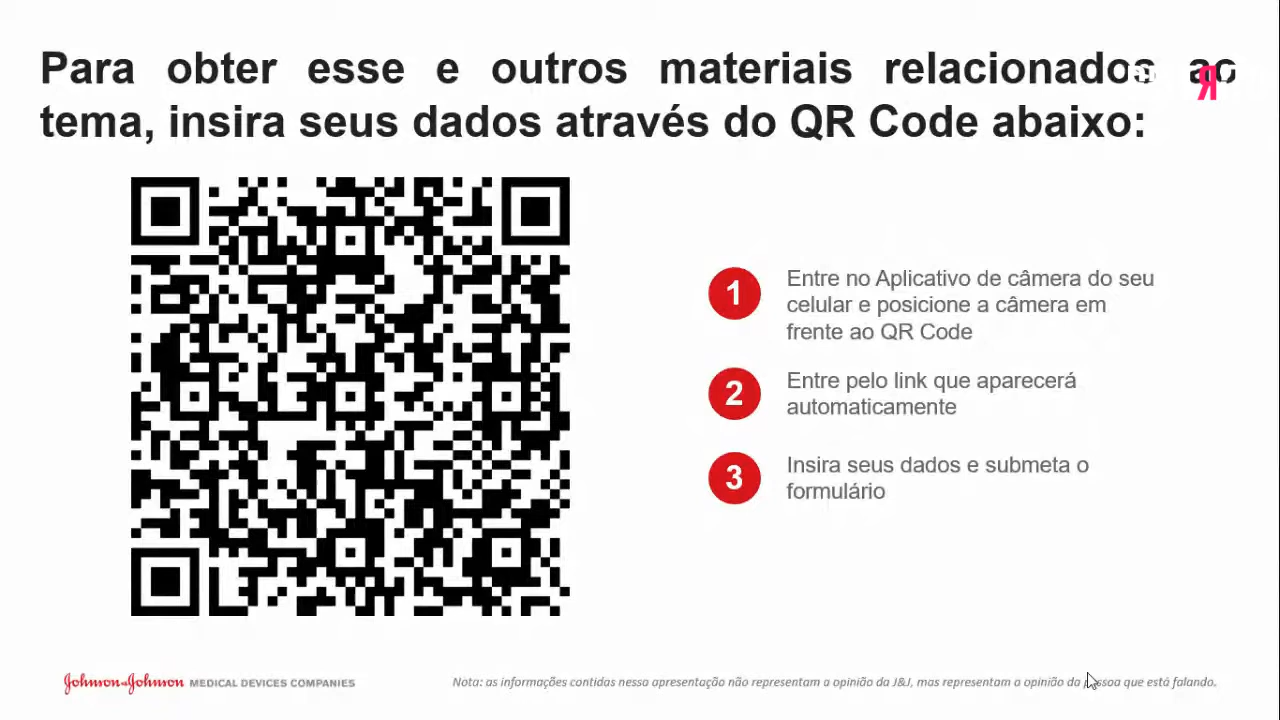 Para obter esse e outros materiais relacionados ao
tema, insira seus dados através do QR Code abaixo:
1
Entre no Aplicativo de câmera do seu
celular e posicione a câmera em
frente ao QR Code
2
Entre pelo link que aparecerá
automaticamente
3
Insira seus dados e submeta o
formulário
Johnson & Johnson MEDICAL DEVICES COMPANIES
Nota: as informações contidas nessa apresentação não representam a opinião da J&J, mas representam a opinião da pessoa que está falando.